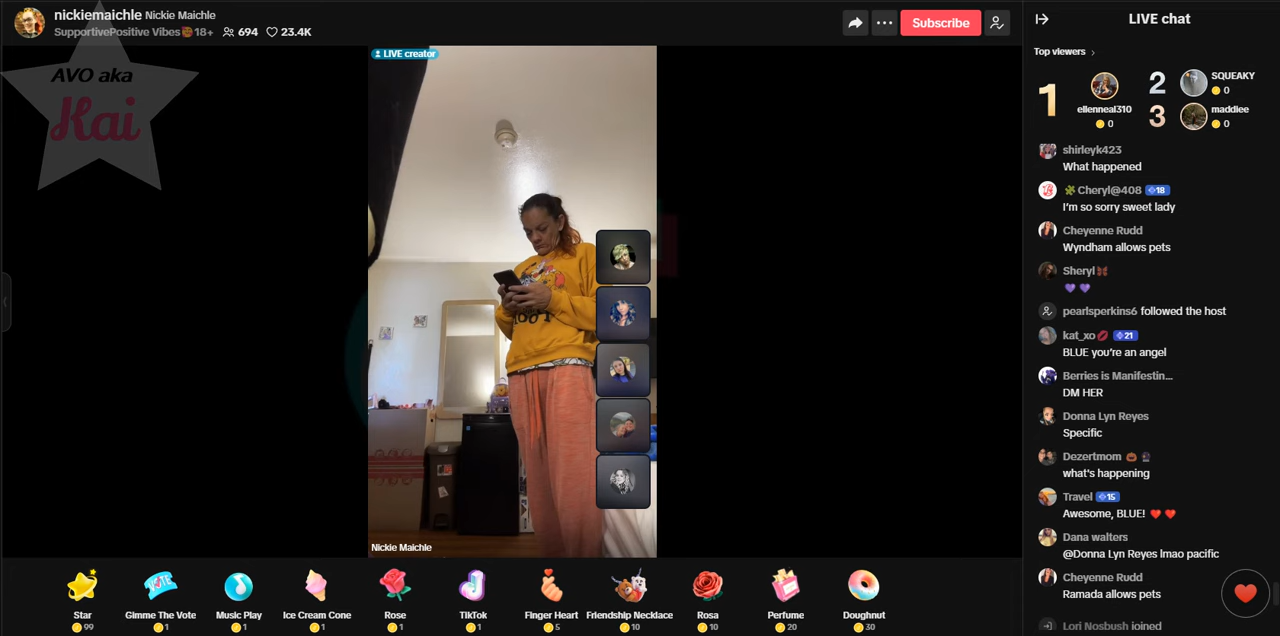 nickiemaichle Nickie Maichle
SupportivePositive Vibes 18+ 694 23.4K
Subscribe
AVO aka
Kai
LIVE creator
Nickie Maichle
Star
99
Gimme The Vote
1
Music Play
1
Ice Cream Cone
1
Rose
1
TikTok
1
Finger Heart
5
Friendship Necklace
10
Rosa
10
Perfume
20
Doughnut
30
LIVE chat
Top viewers
1
ellenneal310
0
2
SQUEAKY
0
3
maddlee
0
shirleyk423
What happened
Cheryl@408 18
I'm so sorry sweet lady
Cheyenne Rudd
Wyndham allows pets
Sheryl
pearlsperkins6 followed the host
kat_xo 21
BLUE you're an angel
Berries is Manifestin...
DM HER
Donna Lyn Reyes
Specific
Dezertmom
what's happening
Travel 15
Awesome, BLUE!
Dana walters
@Donna Lyn Reyes lmao pacific
Cheyenne Rudd
Ramada allows pets
Lori Nosbush joined